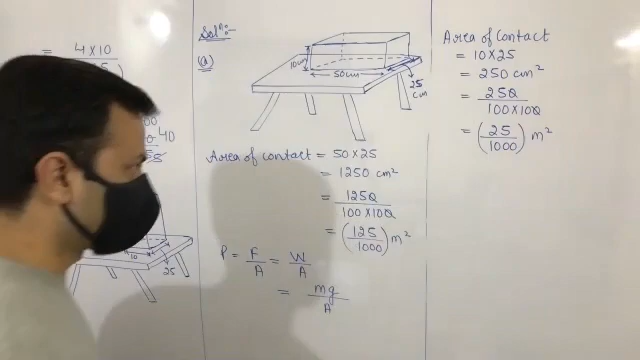 = 4 x 10
40
10
25
Solⁿ:-
(a)
10cm
50cm
25
cm
Area of contact = 50 x 25
= 1250 cm²
= 1250
100 x 100
= (125
1000) m²
P = F
A = W
A
= mg
A
Area of contact
= 10 x 25
= 250 cm²
= 250
100 x 100
= (25
1000) m²